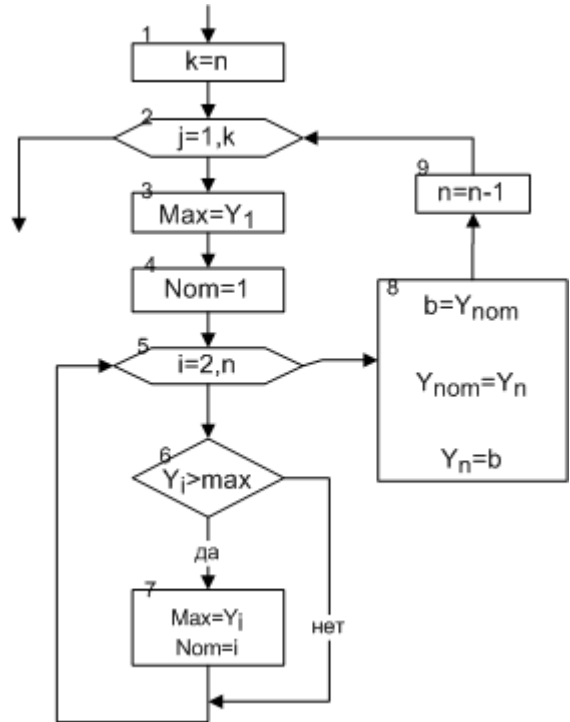 1
k=n
2
j=1,k
9
n=n-1
3
Max=Y₁
4
Nom=1
5
i=2,n
8
b=Yₙₒₘ
Yₙₒₘ=Yₙ
Yₙ=b
6
Yᵢ>max
да
нет
7
Max=Yᵢ
Nom=i